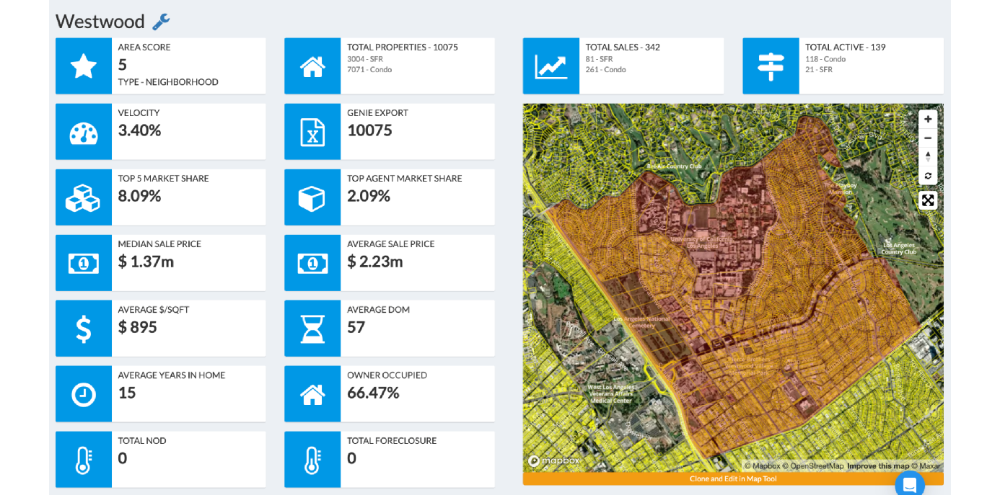 Westwood
AREA SCORE
5
TYPE - NEIGHBORHOOD
TOTAL PROPERTIES - 10075
3004 - SFR
7071 - Condo
TOTAL SALES - 342
81 - SFR
261 - Condo
TOTAL ACTIVE - 139
118 - Condo
21 - SFR
VELOCITY
3.40%
GENIE EXPORT
10075
TOP 5 MARKET SHARE
8.09%
TOP AGENT MARKET SHARE
2.09%
MEDIAN SALE PRICE
$ 1.37m
AVERAGE SALE PRICE
$ 2.23m
AVERAGE $/SQFT
$ 895
AVERAGE DOM
57
AVERAGE YEARS IN HOME
15
OWNER OCCUPIED
66.47%
TOTAL NOD
0
TOTAL FORECLOSURE
0
Bel-Air Country Club
The Playboy
Mansion
University of California,
Los Angeles
Los Angeles
Country Club
Los Angeles National
Cemetery
Pierce Brothers
Westwood Village
Memorial Park
West Los Angeles
Veterans Affairs
Medical Center
mapbox
© Mapbox © OpenStreetMap Improve this map © Maxar
Clone and Edit in Map Tool